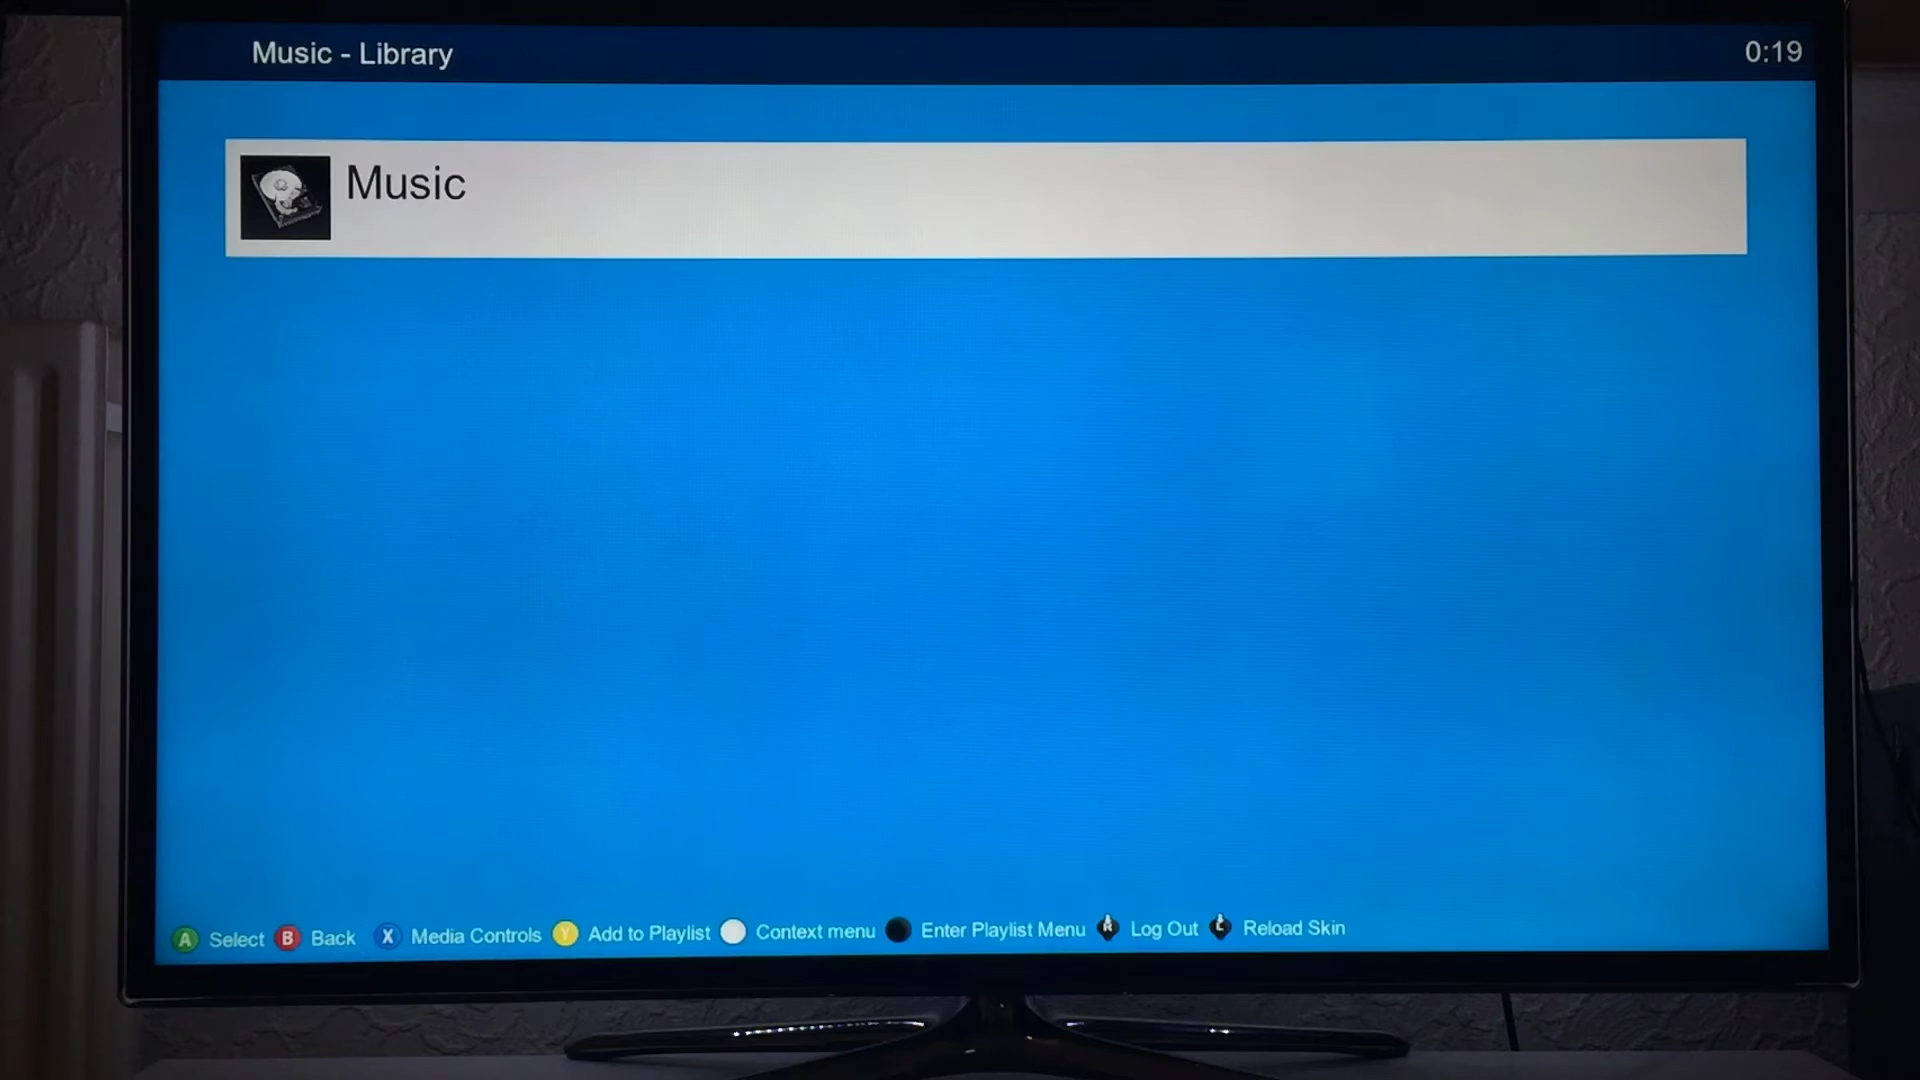 Music - Library
0:19
Music
A Select B Back X Media Controls Y Add to Playlist Context menu Enter Playlist Menu R Log Out L Reload Skin